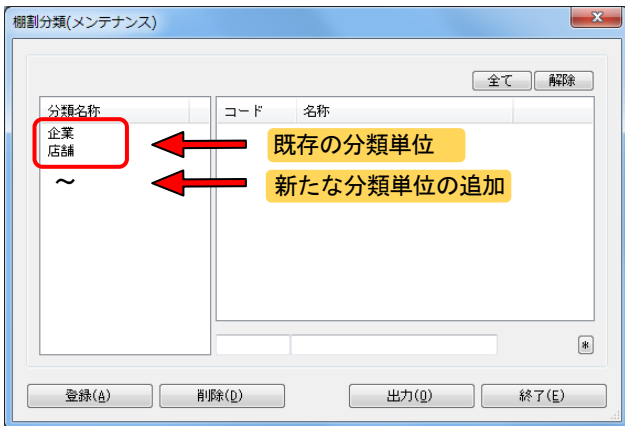 棚割分類(メンテナンス)
全て 解除
分類名称 コード 名称
企業
店舗
既存の分類単位
～
新たな分類単位の追加
*
登録(A) 削除(D) 出力(O) 終了(E)